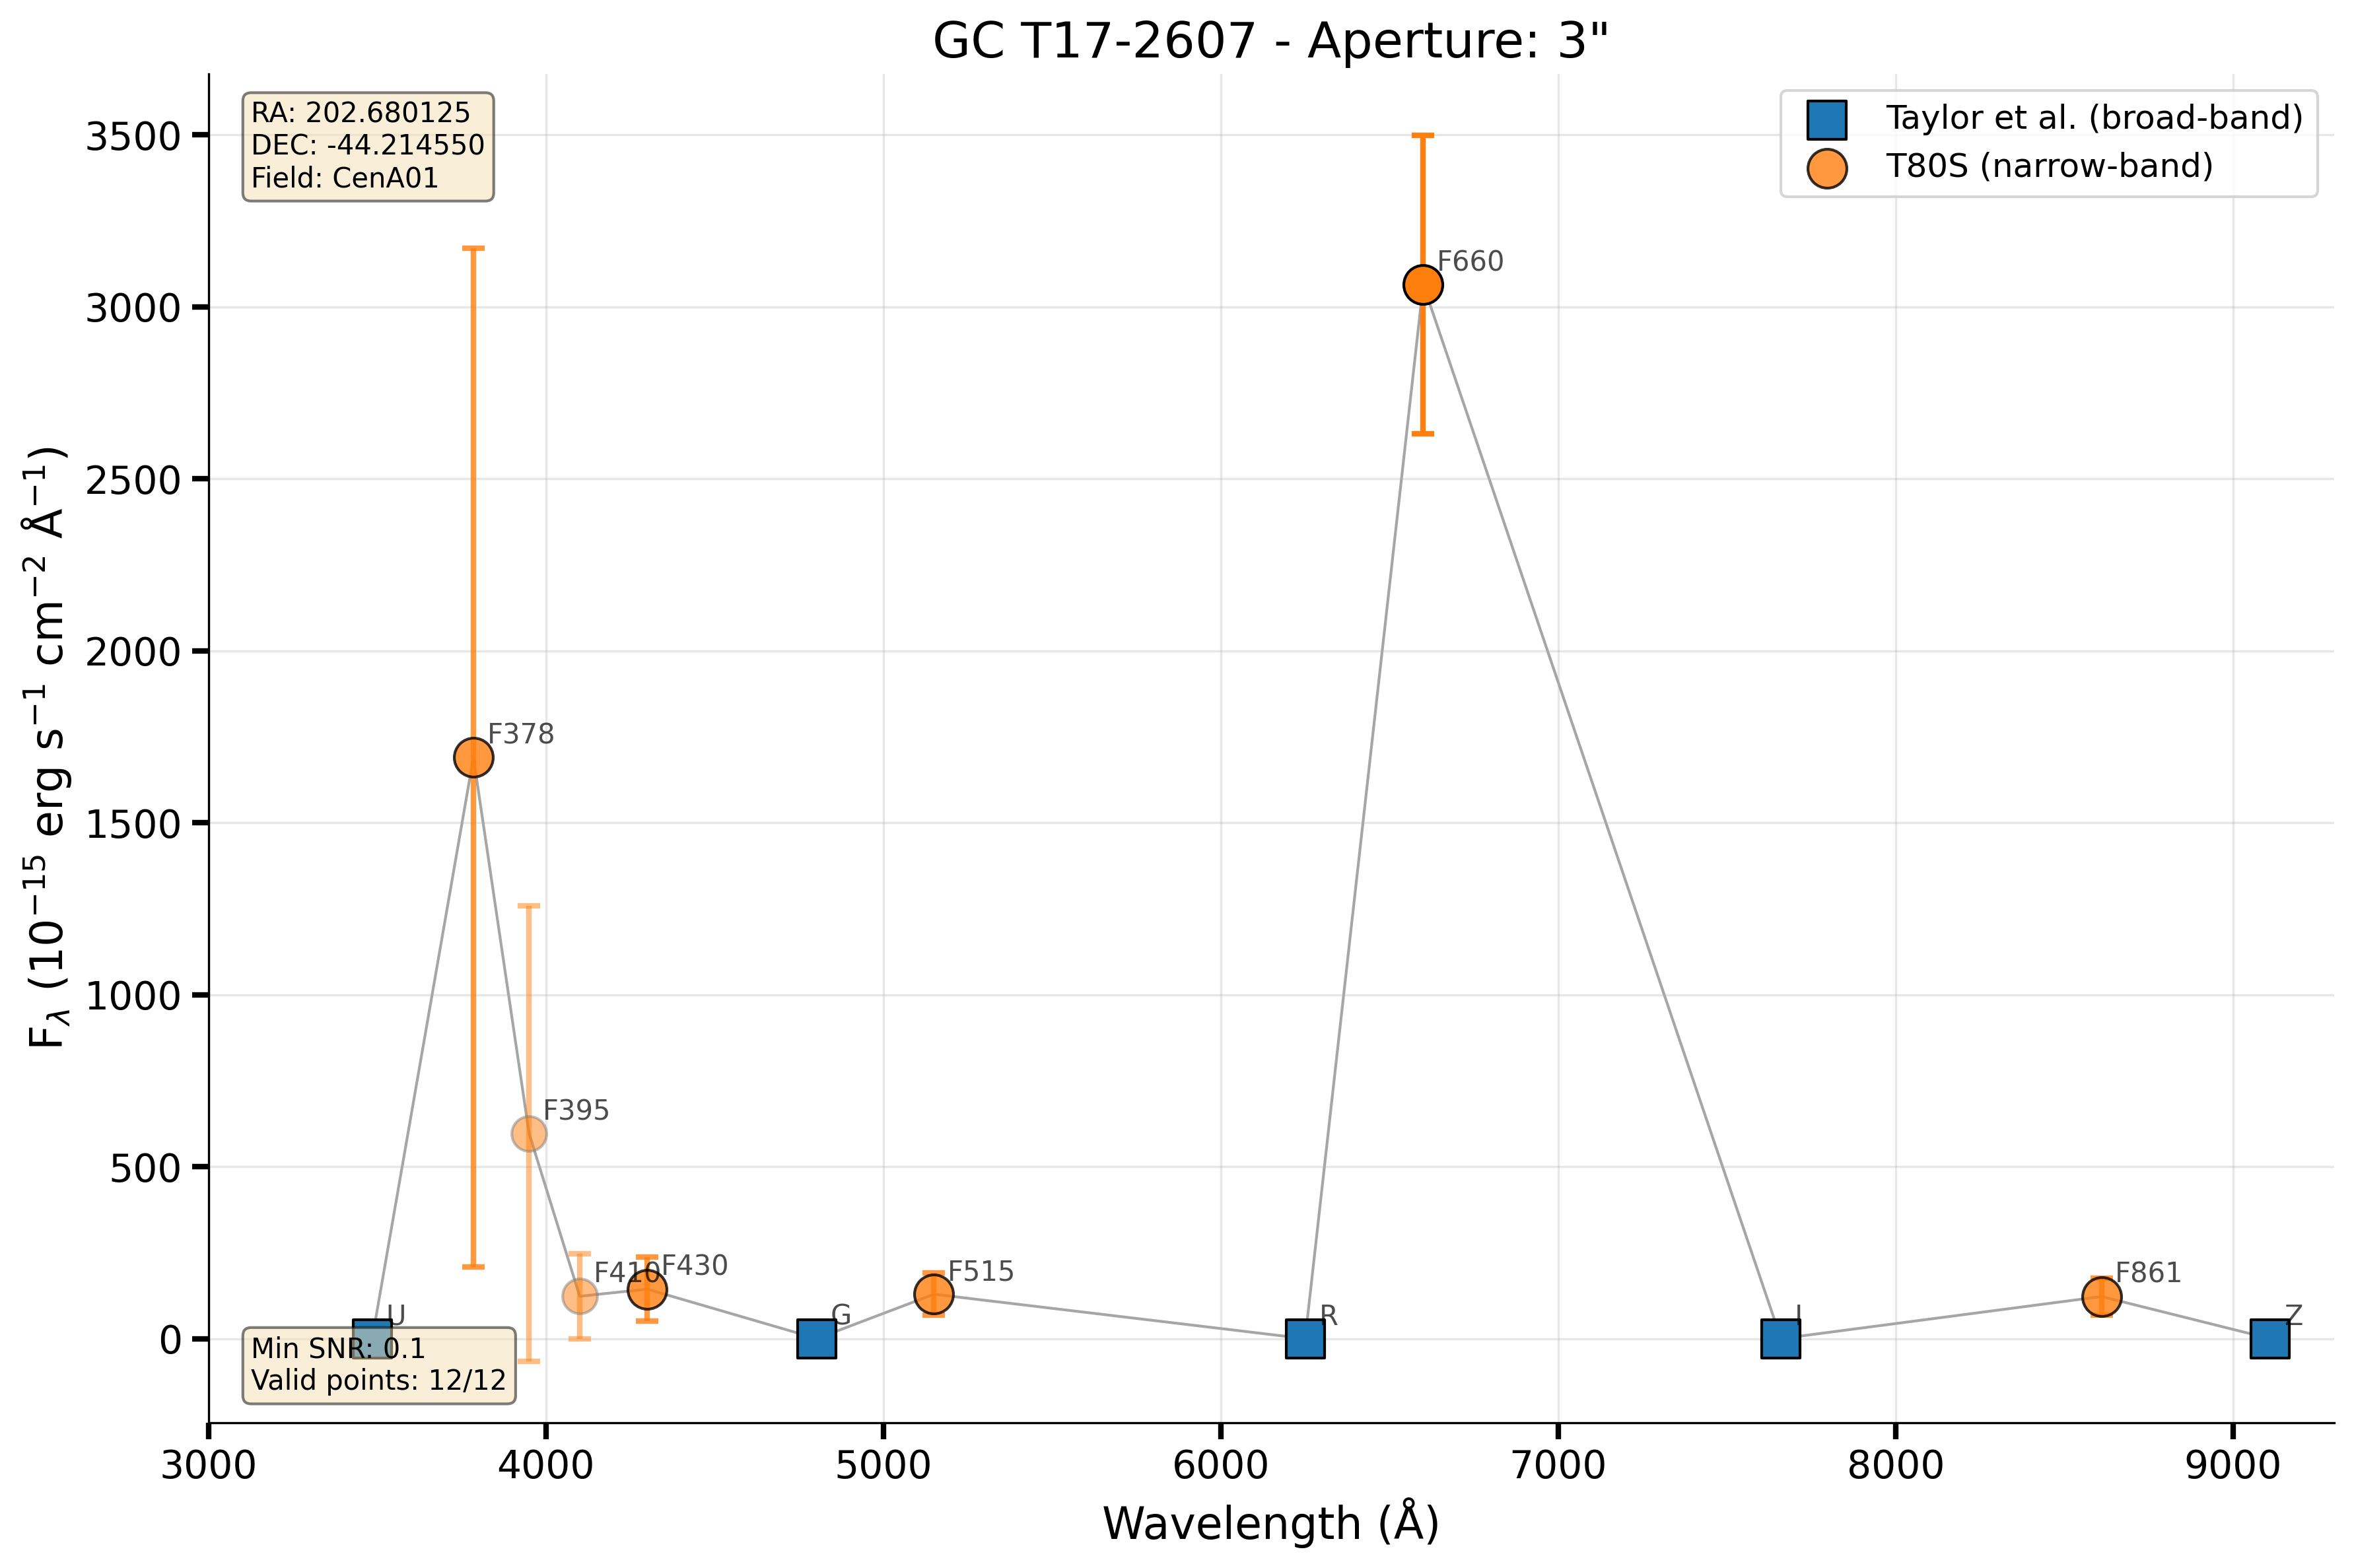 GC T17-2607 - Aperture: 3"
RA: 202.680125
DEC: -44.214550
Field: CenA01
Taylor et al. (broad-band)
T80S (narrow-band)
F_λ (10⁻¹⁵ erg s⁻¹ cm⁻² Å⁻¹)
3500
3000
2500
2000
1500
1000
500
0
F660
F378
F395
F410
F430
F515
F861
U
G
R
I
Z
Min SNR: 0.1
Valid points: 12/12
3000
4000
5000
6000
7000
8000
9000
Wavelength (Å)